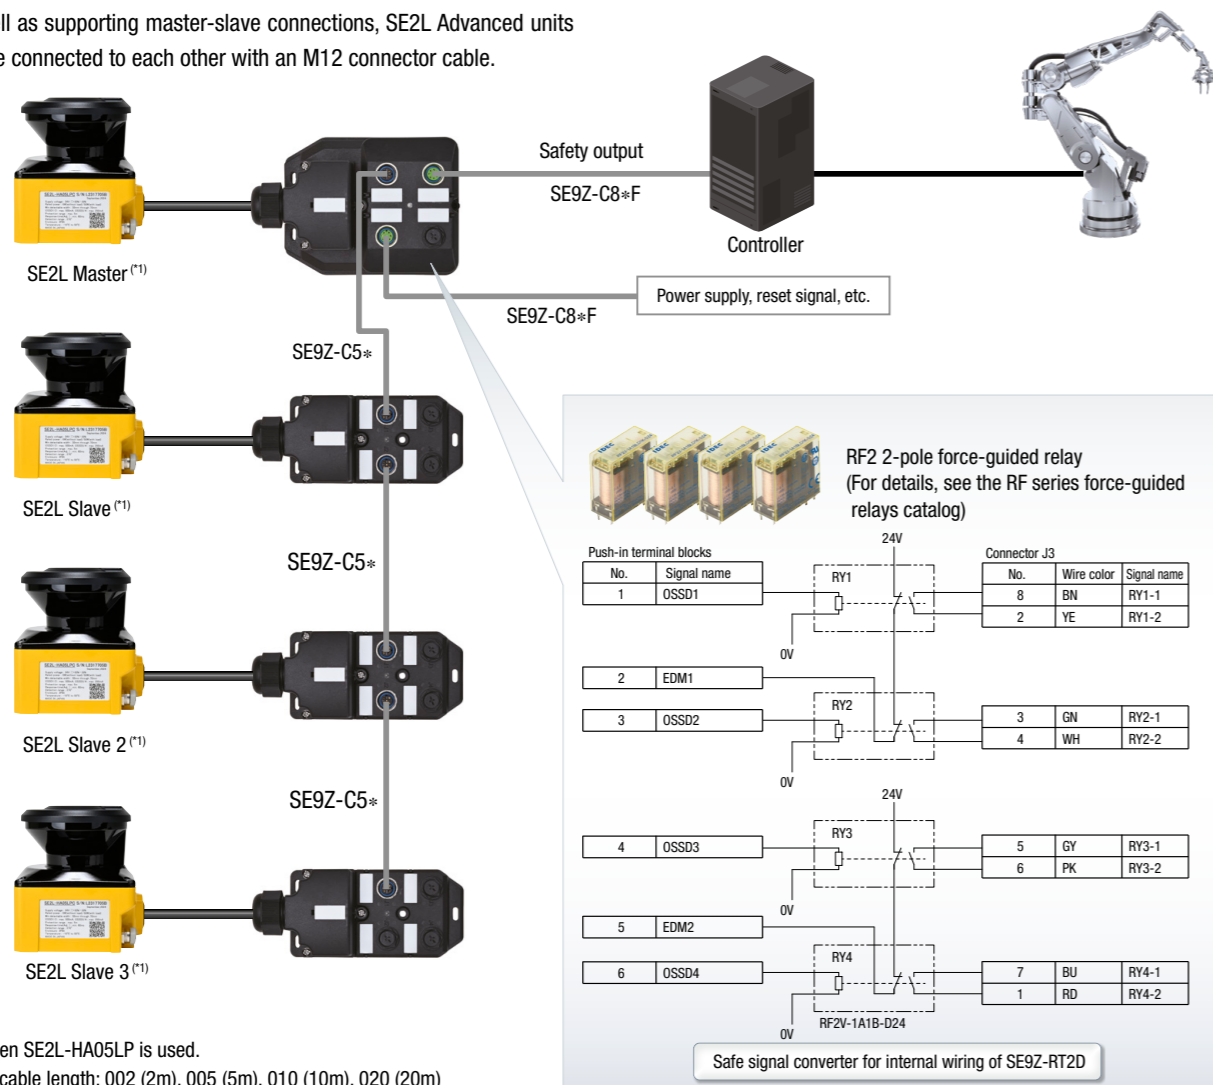 ll as supporting master-slave connections, SE2L Advanced units
e connected to each other with an M12 connector cable.
Safety output
SE9Z-C8*F
Controller
SE2L Master (*1)
Power supply, reset signal, etc.
SE9Z-C8*F
SE9Z-C5*
SE2L Slave (*1)
SE9Z-C5*
SE2L Slave 2 (*1)
SE9Z-C5*
SE2L Slave 3 (*1)
RF2 2-pole force-guided relay
(For details, see the RF series force-guided
relays catalog)
24V
Push-in terminal blocks
No. Signal name
1 OSSD1
2 EDM1
3 OSSD2
4 OSSD3
5 EDM2
6 OSSD4
RY1
0V
RY2
0V
24V
RY3
0V
RY4
0V
RF2V-1A1B-D24
Connector J3
No. Wire color Signal name
8 BN RY1-1
2 YE RY1-2
3 GN RY2-1
4 WH RY2-2
5 GY RY3-1
6 PK RY3-2
7 BU RY4-1
1 RD RY4-2
Safe signal converter for internal wiring of SE9Z-RT2D
en SE2L-HA05LP is used.
cable length: 002 (2m), 005 (5m), 010 (10m), 020 (20m)